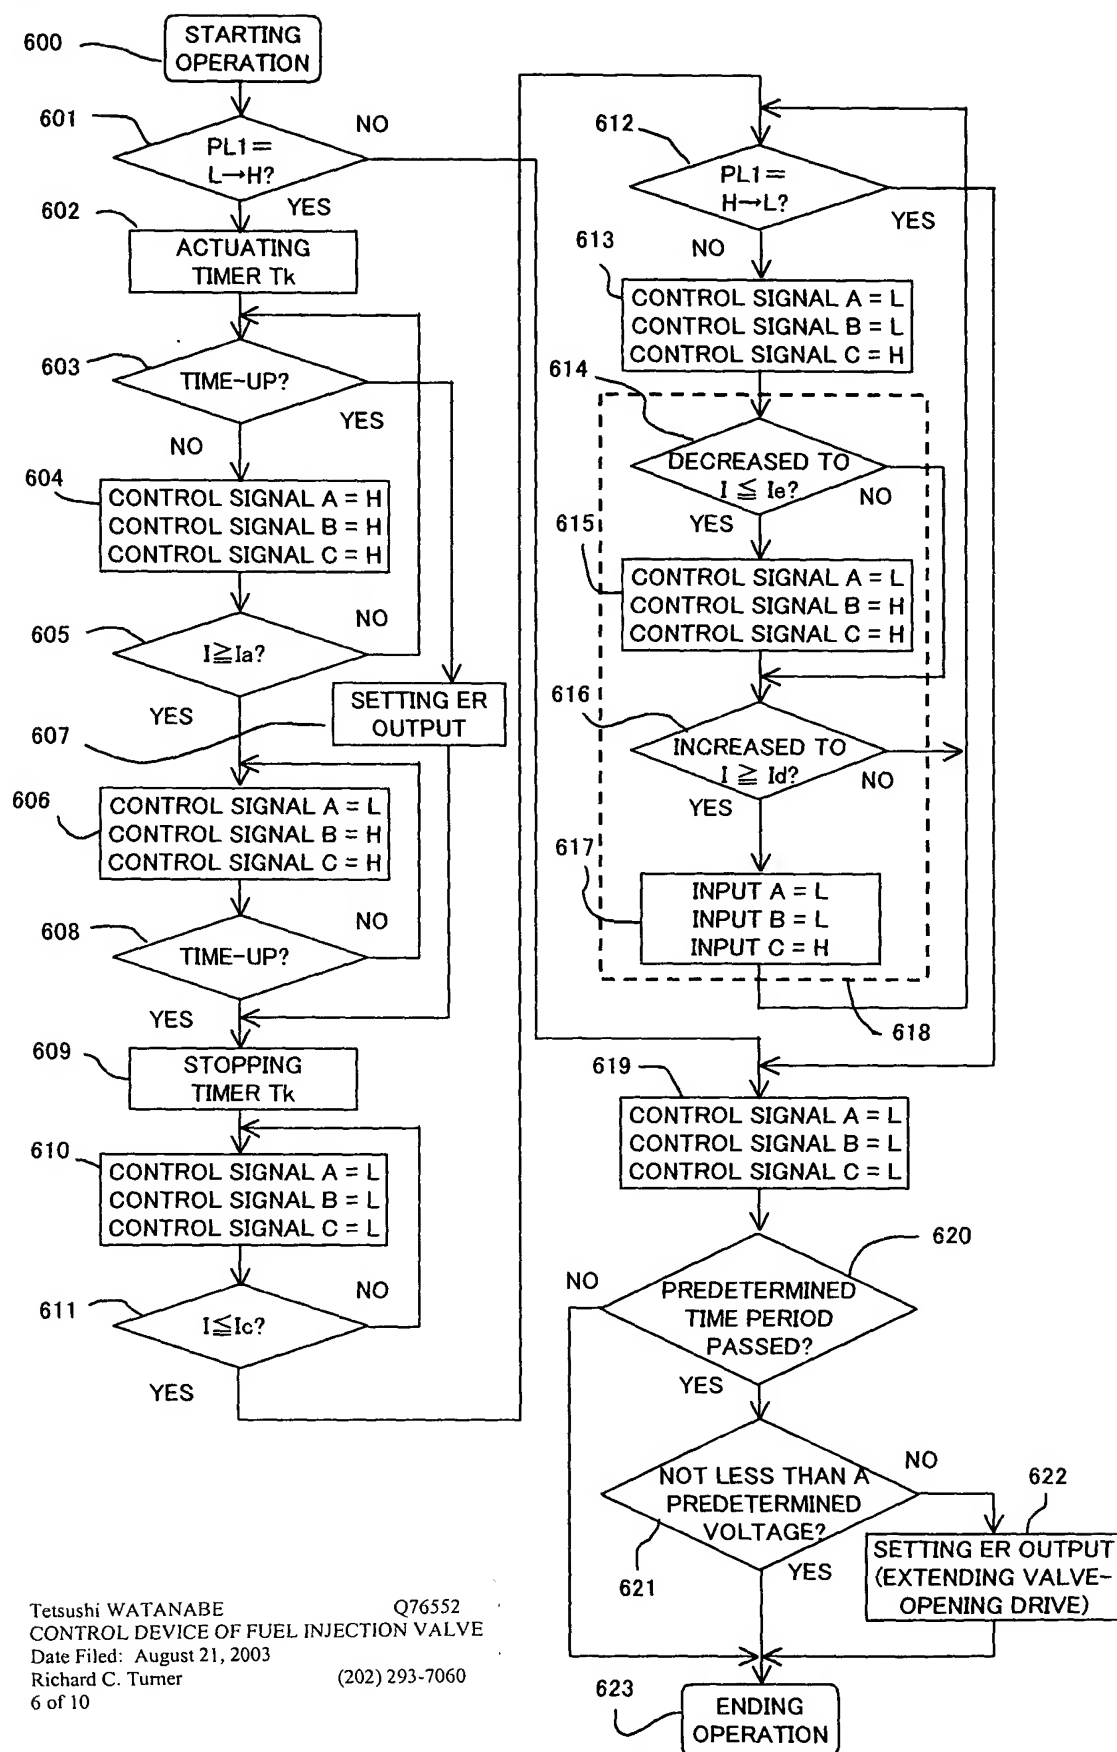 600
STARTING
OPERATION
601
PL1=
L→H?
NO
YES
602
ACTUATING
TIMER Tk
603
TIME-UP?
YES
NO
604
CONTROL SIGNAL A = H
CONTROL SIGNAL B = H
CONTROL SIGNAL C = H
605
I≧Ia?
NO
YES
607
SETTING ER
OUTPUT
606
CONTROL SIGNAL A = L
CONTROL SIGNAL B = H
CONTROL SIGNAL C = H
608
TIME-UP?
NO
YES
609
STOPPING
TIMER Tk
610
CONTROL SIGNAL A = L
CONTROL SIGNAL B = L
CONTROL SIGNAL C = L
611
I≦Ic?
NO
YES
612
PL1=
H→L?
YES
NO
613
CONTROL SIGNAL A = L
CONTROL SIGNAL B = L
CONTROL SIGNAL C = H
614
DECREASED TO
I ≦ Ie?
NO
YES
615
CONTROL SIGNAL A = L
CONTROL SIGNAL B = H
CONTROL SIGNAL C = H
616
INCREASED TO
I ≧ Id?
NO
YES
617
INPUT A = L
INPUT B = L
INPUT C = H
618
619
CONTROL SIGNAL A = L
CONTROL SIGNAL B = L
CONTROL SIGNAL C = L
620
PREDETERMINED
TIME PERIOD
PASSED?
NO
YES
621
NOT LESS THAN A
PREDETERMINED
VOLTAGE?
NO
YES
622
SETTING ER OUTPUT
(EXTENDING VALVE-
OPENING DRIVE)
623
ENDING
OPERATION
Tetsushi WATANABE Q76552
CONTROL DEVICE OF FUEL INJECTION VALVE
Date Filed: August 21, 2003
Richard C. Turner (202) 293-7060
6 of 10